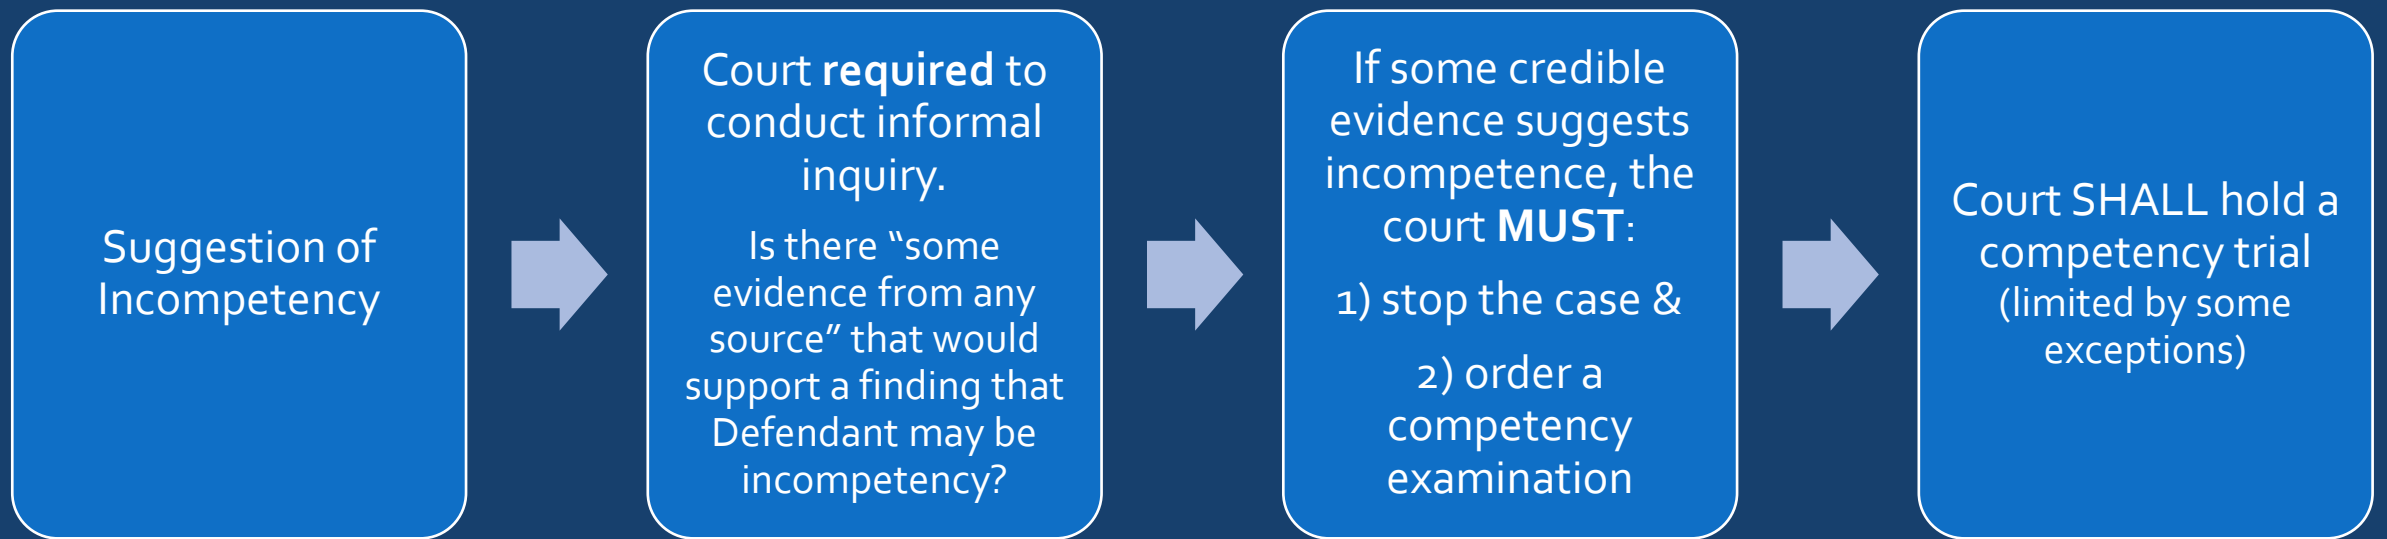 Suggestion of
Incompetency
Court required to
conduct informal
inquiry.
Is there “some
evidence from any
source” that would
support a finding that
Defendant may be
incompetency?
If some credible
evidence suggests
incompetence, the
court MUST:
1) stop the case &
2) order a
competency
examination
Court SHALL hold a
competency trial
(limited by some
exceptions)